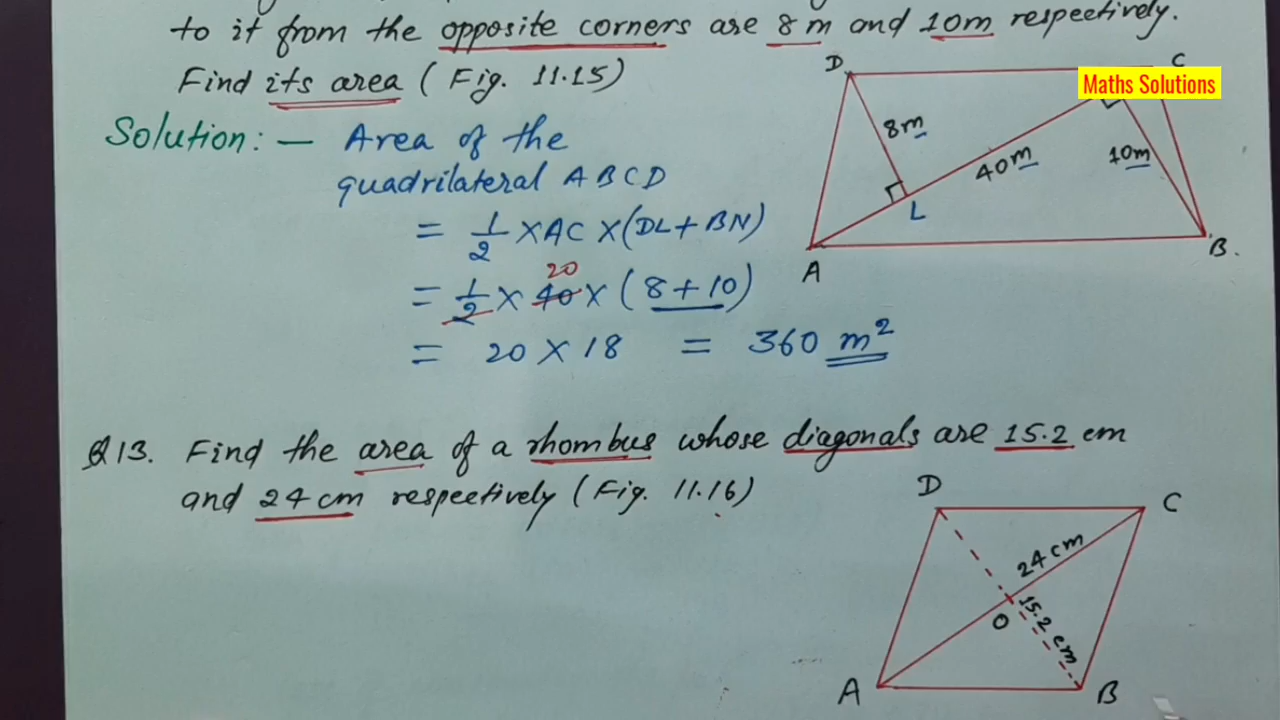 to it from the opposite corners are 8 m and 10m respectively.
Find its area (Fig. 11.15)
Solution:— Area of the
quadrilateral ABCD
= 1/2 × AC × (DL + BN)
20
= 1/2 × 40 × (8+10)
= 20 × 18 = 360 m²
D
C
Maths Solutions
8m
40m
10m
L
A
B.
Q13. Find the area of a rhombus whose diagonals are 15.2 cm
and 24 cm respectively (Fig. 11.16)
D
C
24 cm
O
15.2 cm
A
B